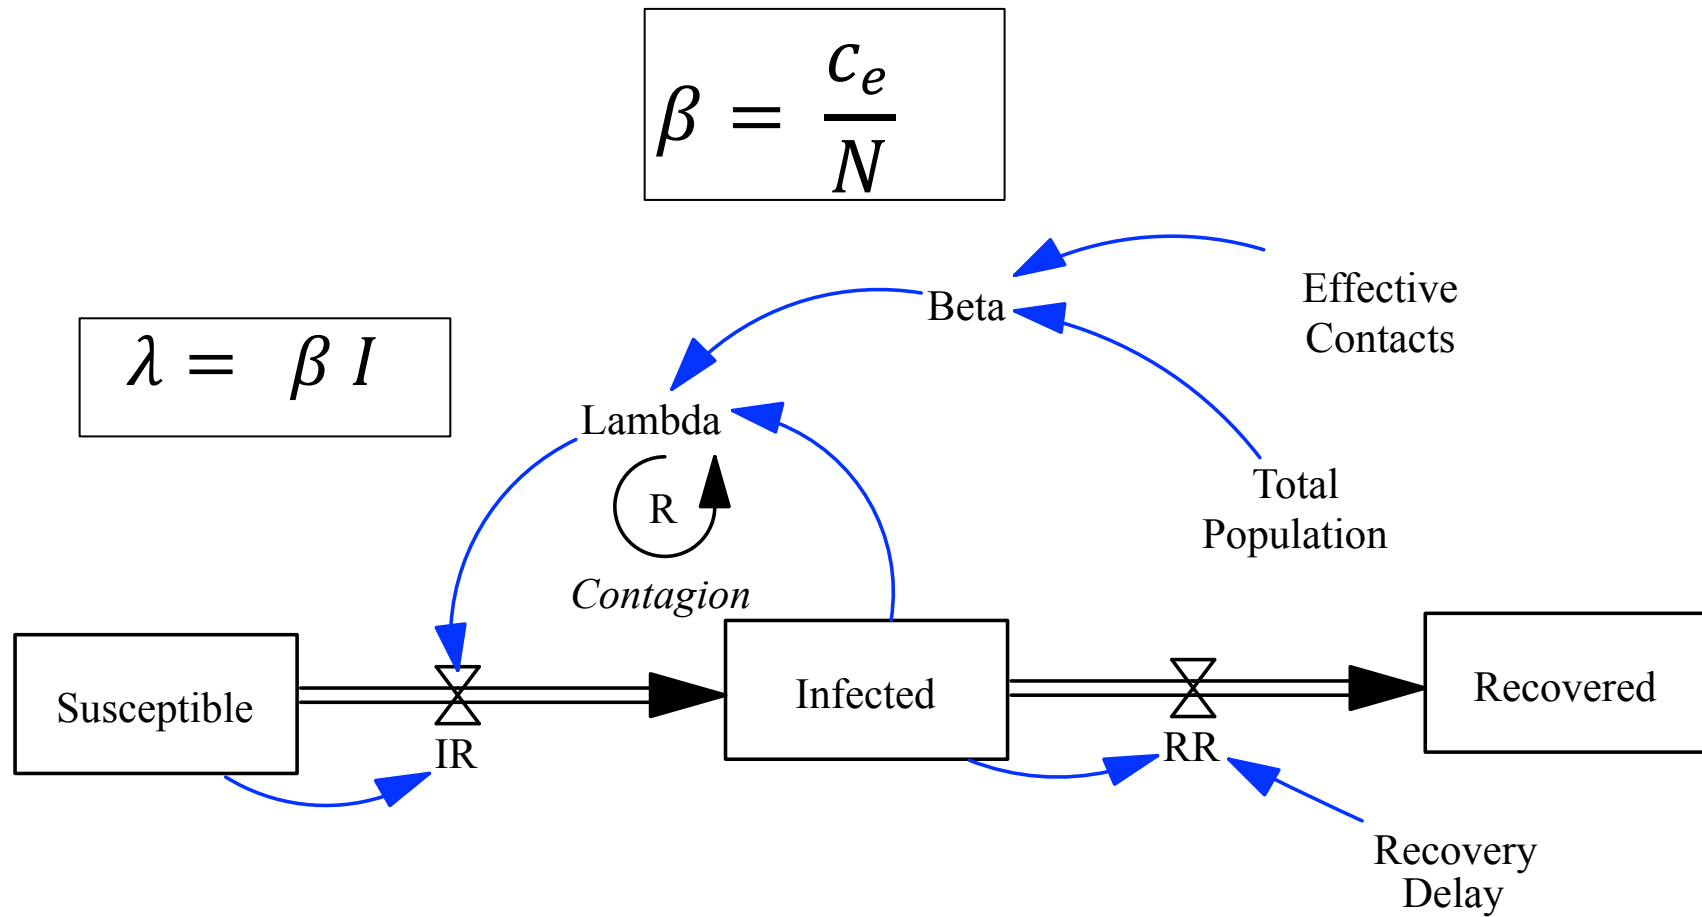 β = c_e / N
Effective
Contacts
Beta
λ = β I
Lambda
Total
Population
R
Contagion
Susceptible
Infected
Recovered
IR
RR
Recovery
Delay